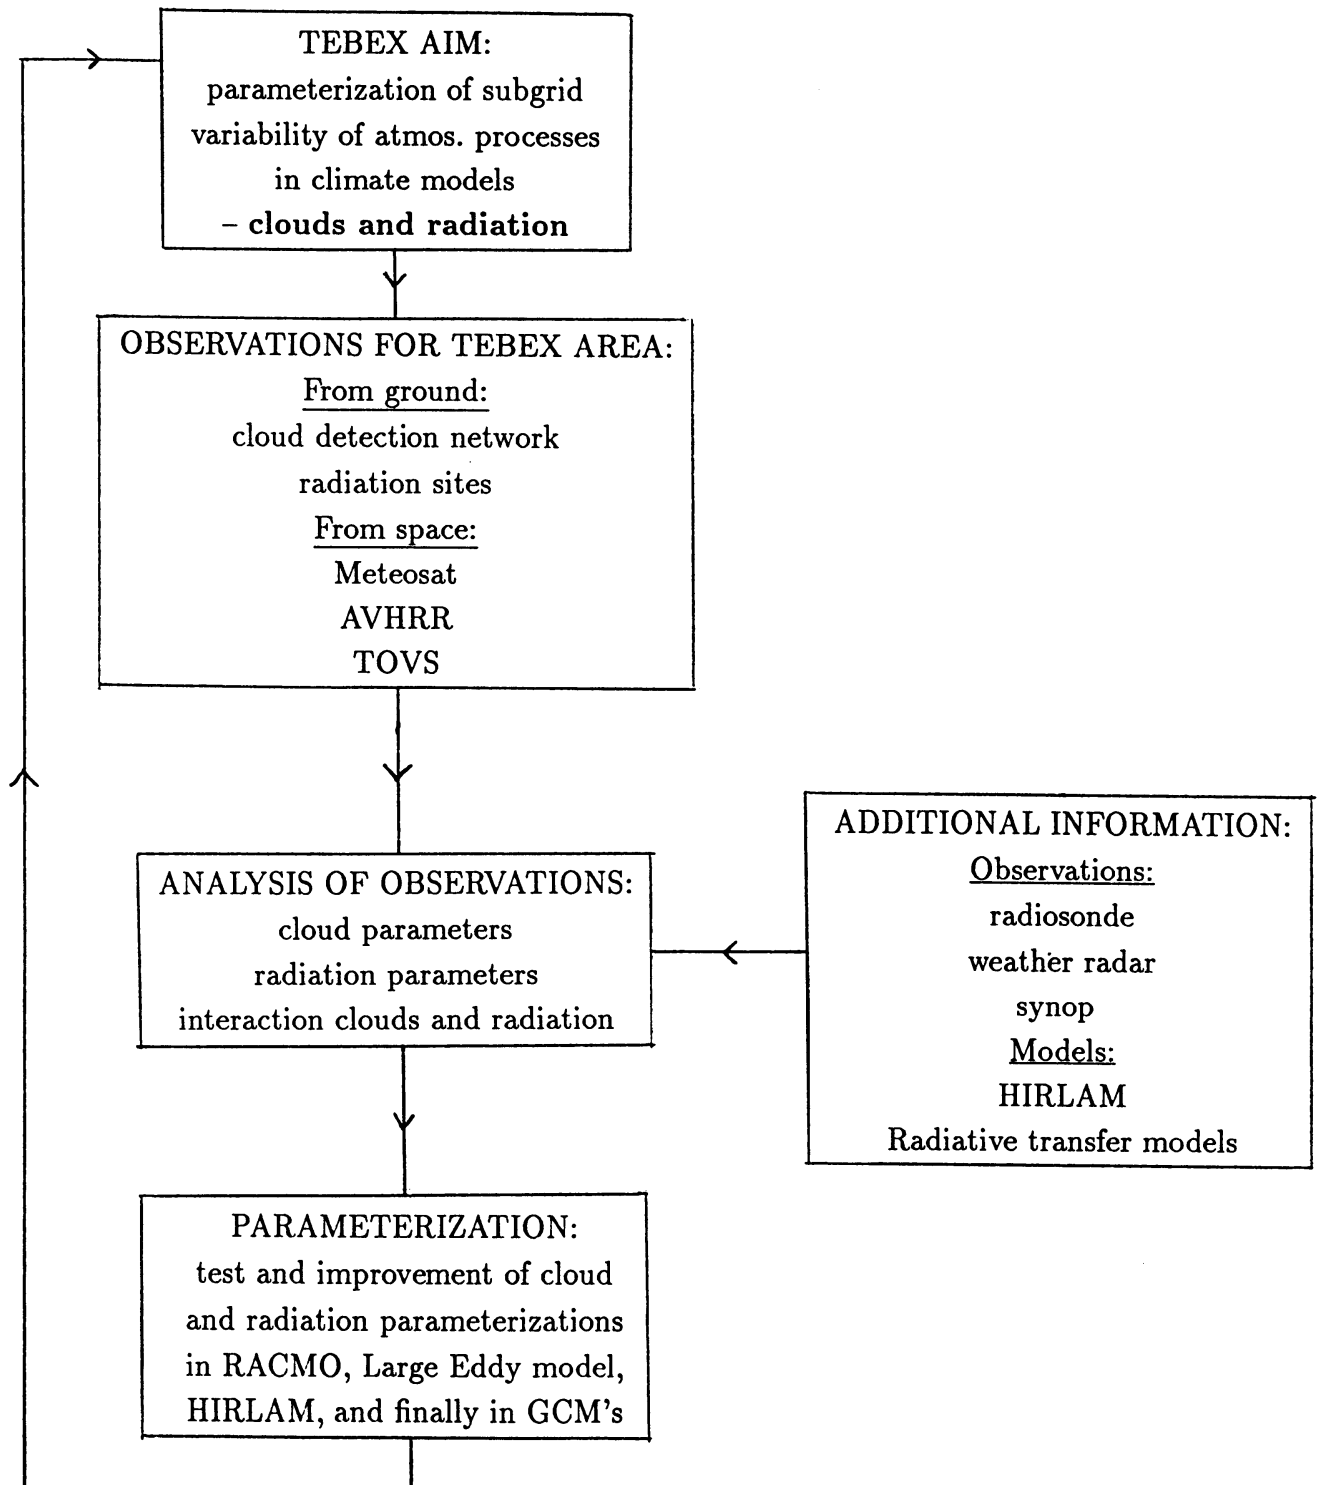 TEBEX AIM:
parameterization of subgrid
variability of atmos. processes
in climate models
– clouds and radiation
OBSERVATIONS FOR TEBEX AREA:
From ground:
cloud detection network
radiation sites
From space:
Meteosat
AVHRR
TOVS
ANALYSIS OF OBSERVATIONS:
cloud parameters
radiation parameters
interaction clouds and radiation
ADDITIONAL INFORMATION:
Observations:
radiosonde
weather radar
synop
Models:
HIRLAM
Radiative transfer models
PARAMETERIZATION:
test and improvement of cloud
and radiation parameterizations
in RACMO, Large Eddy model,
HIRLAM, and finally in GCM's